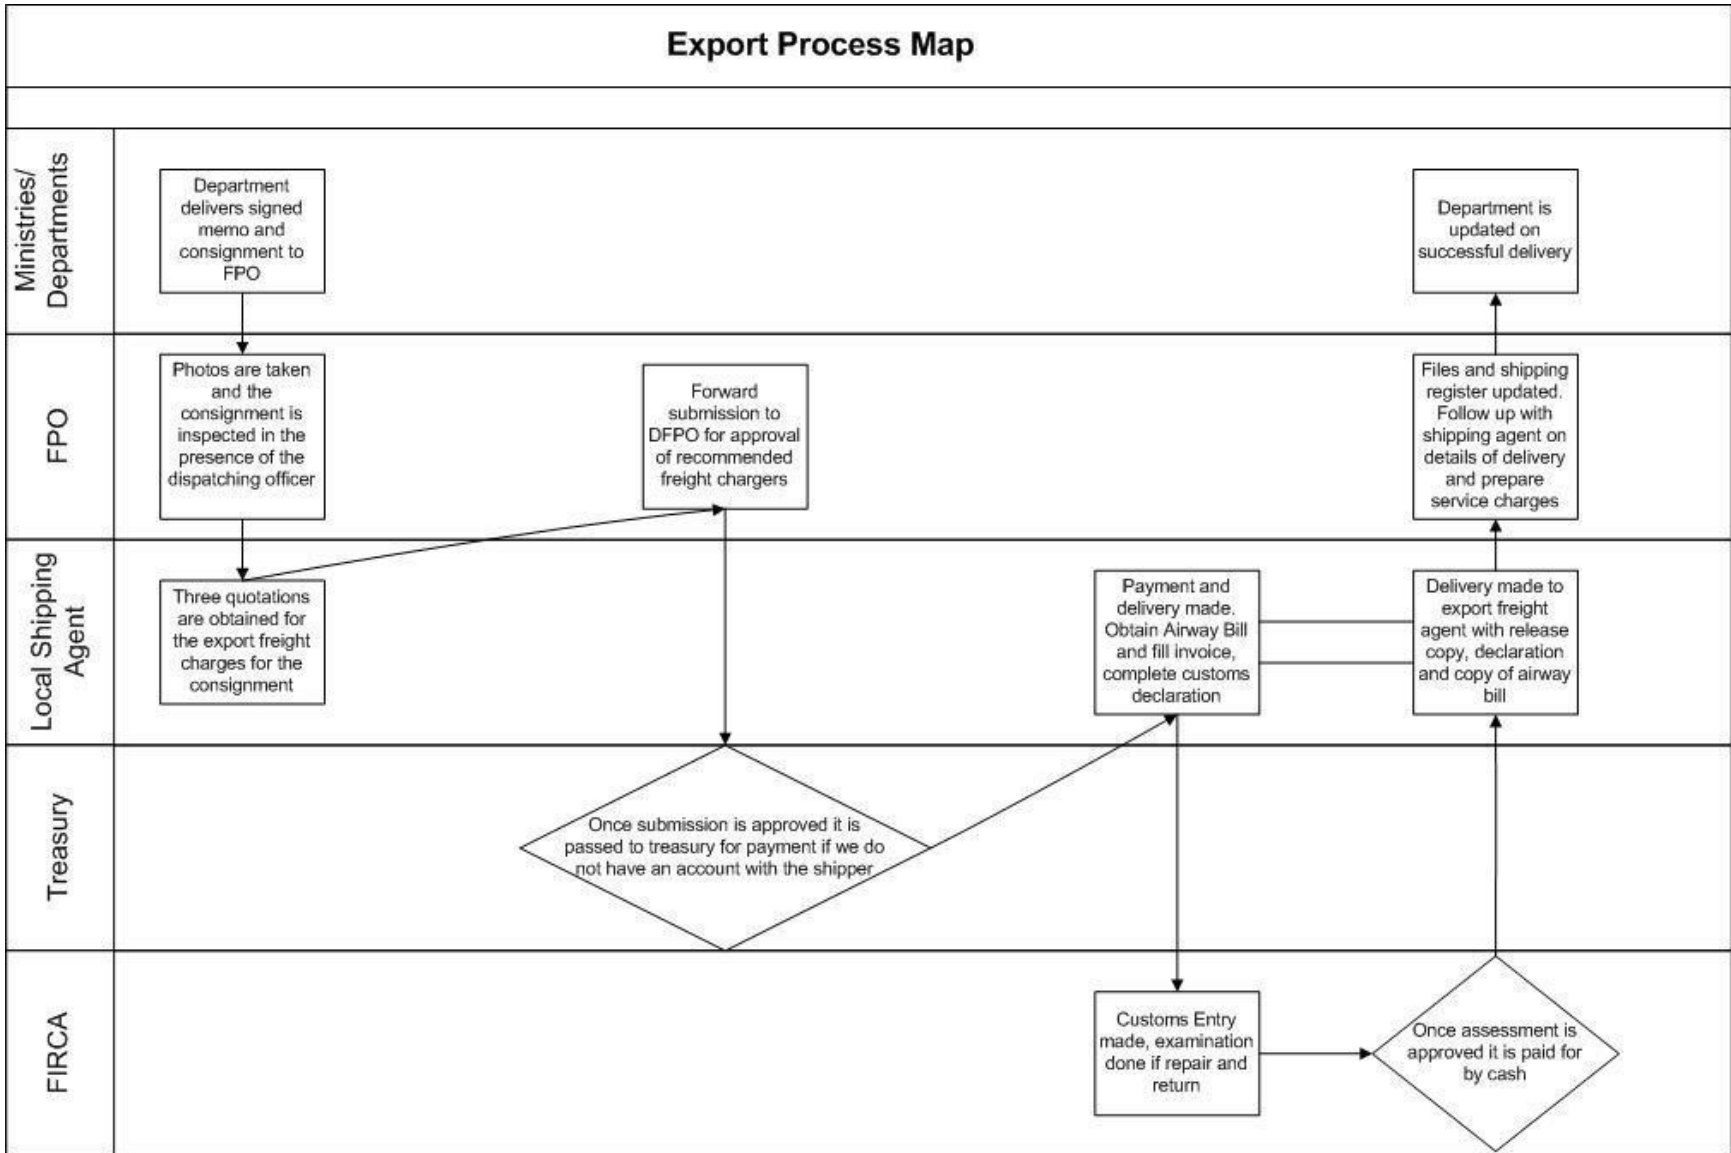 Export Process Map
Ministries/
Departments
Department
delivers signed
memo and
consignment to
FPO
Department is
updated on
successful delivery
FPO
Photos are taken
and the
consignment is
inspected in the
presence of the
dispatching officer
Forward
submission to
DFPO for approval
of recommended
freight chargers
Files and shipping
register updated.
Follow up with
shipping agent on
details of delivery
and prepare
service charges
Local Shipping
Agent
Three quotations
are obtained for
the export freight
charges for the
consignment
Payment and
delivery made.
Obtain Airway Bill
and fill invoice,
complete customs
declaration
Delivery made to
export freight
agent with release
copy, declaration
and copy of airway
bill
Treasury
Once submission is approved it is
passed to treasury for payment if we do
not have an account with the shipper
FIRCA
Customs Entry
made, examination
done if repair and
return
Once assessment is
approved it is paid for
by cash